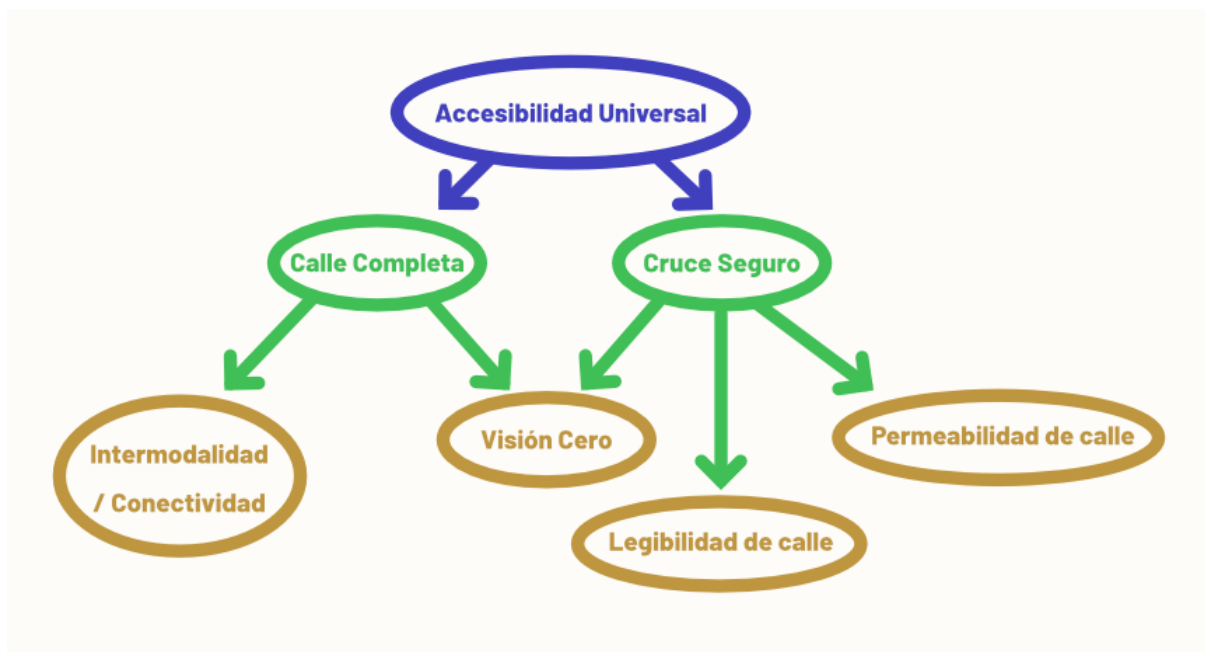 Accesibilidad Universal
Calle Completa
Cruce Seguro
Intermodalidad
/ Conectividad
Visión Cero
Permeabilidad de calle
Legibilidad de calle